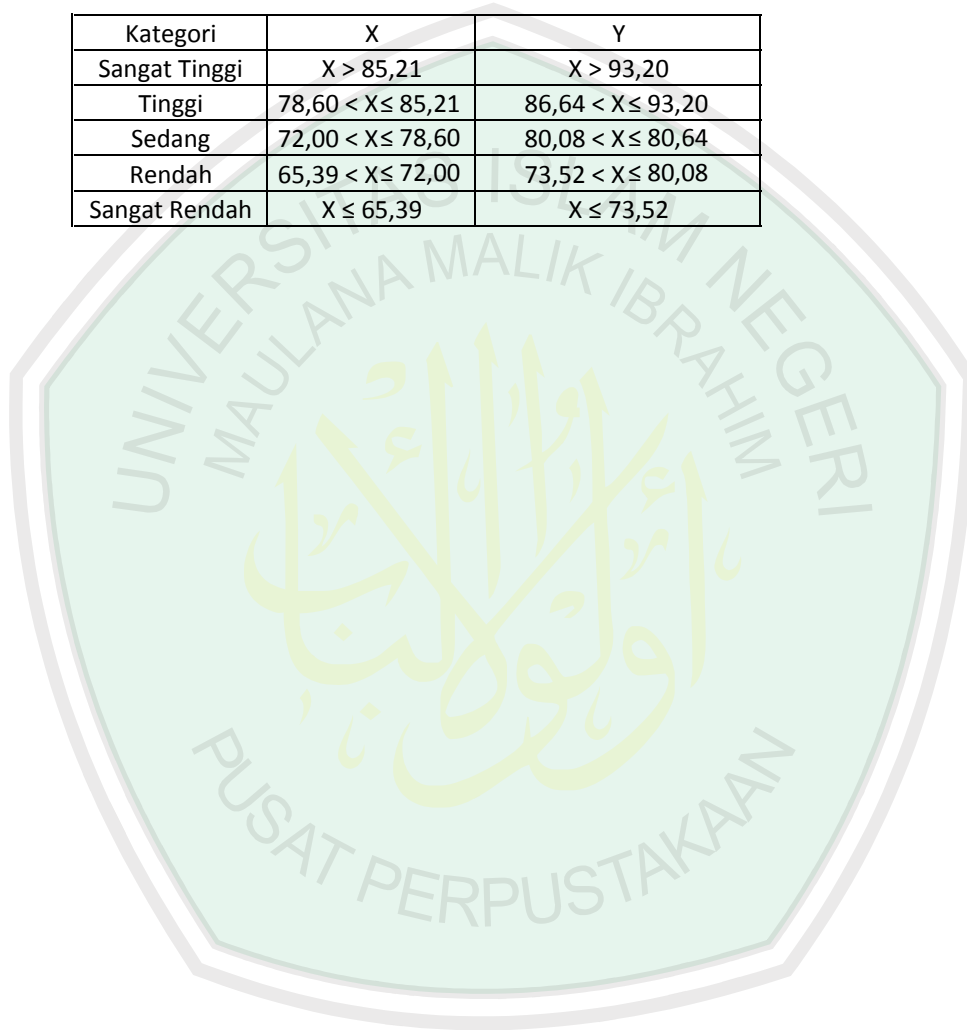 Kategori X Y
Sangat Tinggi X > 85,21 X > 93,20
Tinggi 78,60 < X ≤ 85,21 86,64 < X ≤ 93,20
Sedang 72,00 < X ≤ 78,60 80,08 < X ≤ 80,64
Rendah 65,39 < X ≤ 72,00 73,52 < X ≤ 80,08
Sangat Rendah X ≤ 65,39 X ≤ 73,52
UNIVERSITAS ISLAM NEGERI
MAULANA MALIK IBRAHIM
أولوا الألباب
PUSAT PERPUSTAKAAN